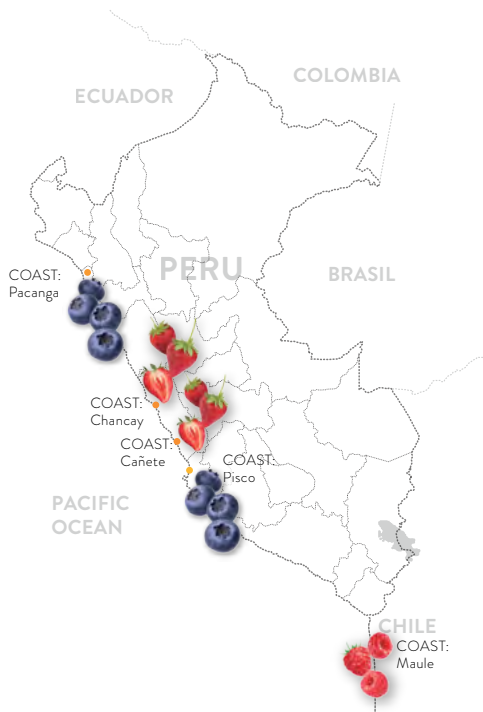 COLOMBIA
ECUADOR
PERU
BRASIL
COAST:
Pacanga
COAST:
Chancay
COAST:
Cañete
COAST:
Pisco
PACIFIC
OCEAN
CHILE
COAST:
Maule